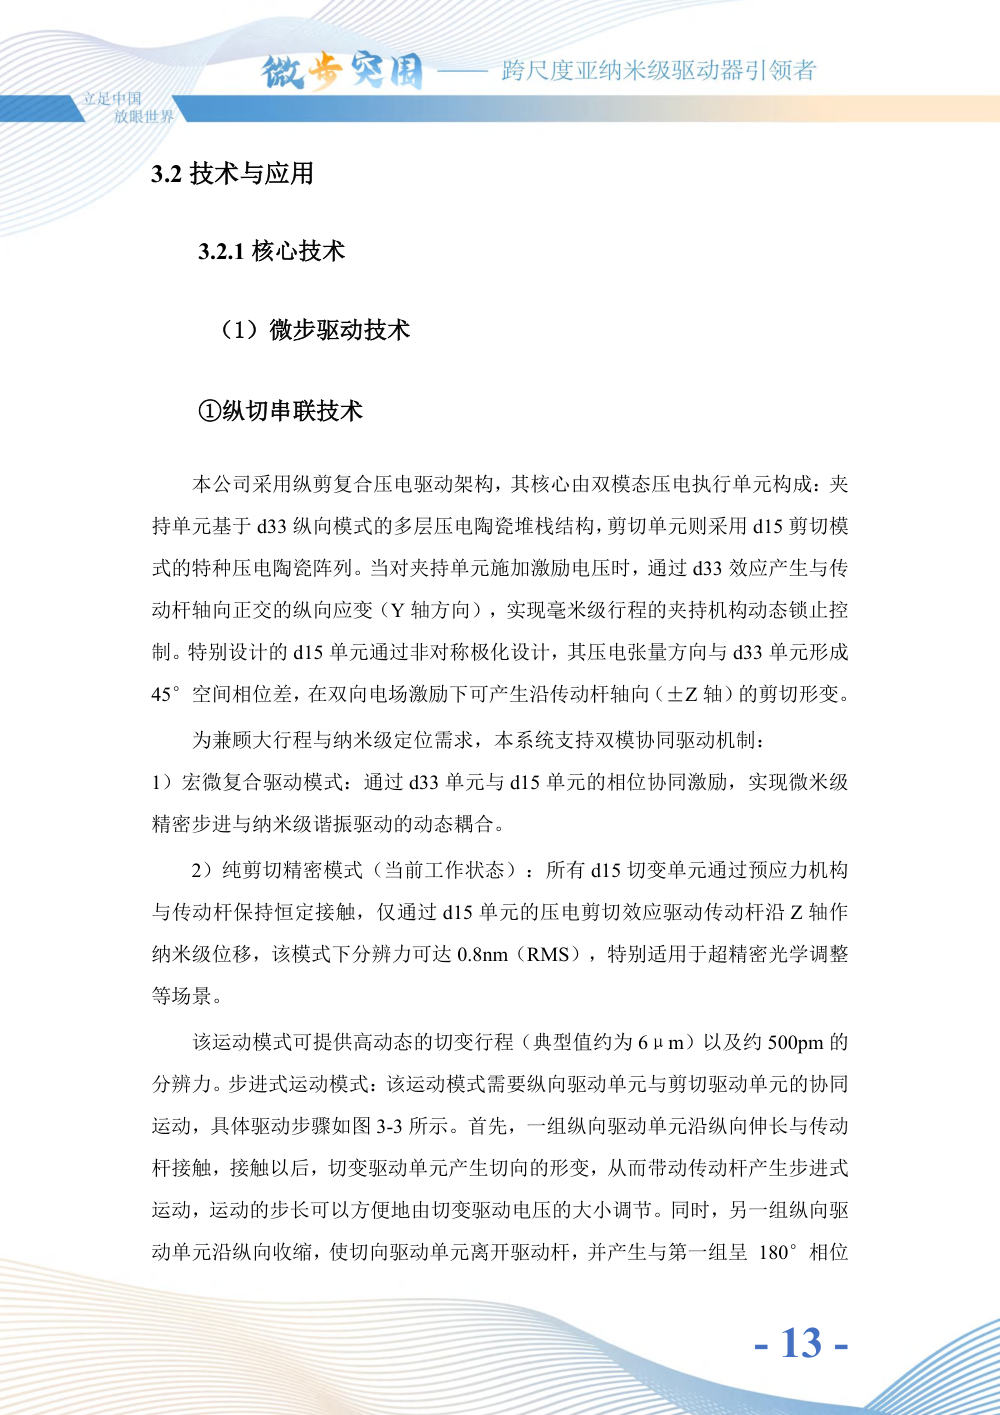 微步突围 —— 跨尺度亚纳米级驱动器引领者
立足中国
放眼世界
3.2 技术与应用
3.2.1 核心技术
（1）微步驱动技术
①纵切串联技术
本公司采用纵剪复合压电驱动架构，其核心由双模态压电执行单元构成：夹
持单元基于 d33 纵向模式的多层压电陶瓷堆栈结构，剪切单元则采用 d15 剪切模
式的特种压电陶瓷阵列。当对夹持单元施加激励电压时，通过 d33 效应产生与传
动杆轴向正交的纵向应变（Y 轴方向），实现毫米级行程的夹持机构动态锁止控
制。特别设计的 d15 单元通过非对称极化设计，其压电张量方向与 d33 单元形成
45° 空间相位差，在双向电场激励下可产生沿传动杆轴向（±Z 轴）的剪切形变。
为兼顾大行程与纳米级定位需求，本系统支持双模协同驱动机制：
1）宏微复合驱动模式：通过 d33 单元与 d15 单元的相位协同激励，实现微米级
精密步进与纳米级谐振驱动的动态耦合。
2）纯剪切精密模式（当前工作状态）：所有 d15 切变单元通过预应力机构
与传动杆保持恒定接触，仅通过 d15 单元的压电剪切效应驱动传动杆沿 Z 轴作
纳米级位移，该模式下分辨力可达 0.8nm（RMS），特别适用于超精密光学调整
等场景。
该运动模式可提供高动态的切变行程（典型值约为 6μm）以及约 500pm 的
分辨力。步进式运动模式：该运动模式需要纵向驱动单元与剪切驱动单元的协同
运动，具体驱动步骤如图 3-3 所示。首先，一组纵向驱动单元沿纵向伸长与传动
杆接触，接触以后，切变驱动单元产生切向的形变，从而带动传动杆产生步进式
运动，运动的步长可以方便地由切变驱动电压的大小调节。同时，另一组纵向驱
动单元沿纵向收缩，使切向驱动单元离开驱动杆，并产生与第一组呈 180° 相位
- 13 -